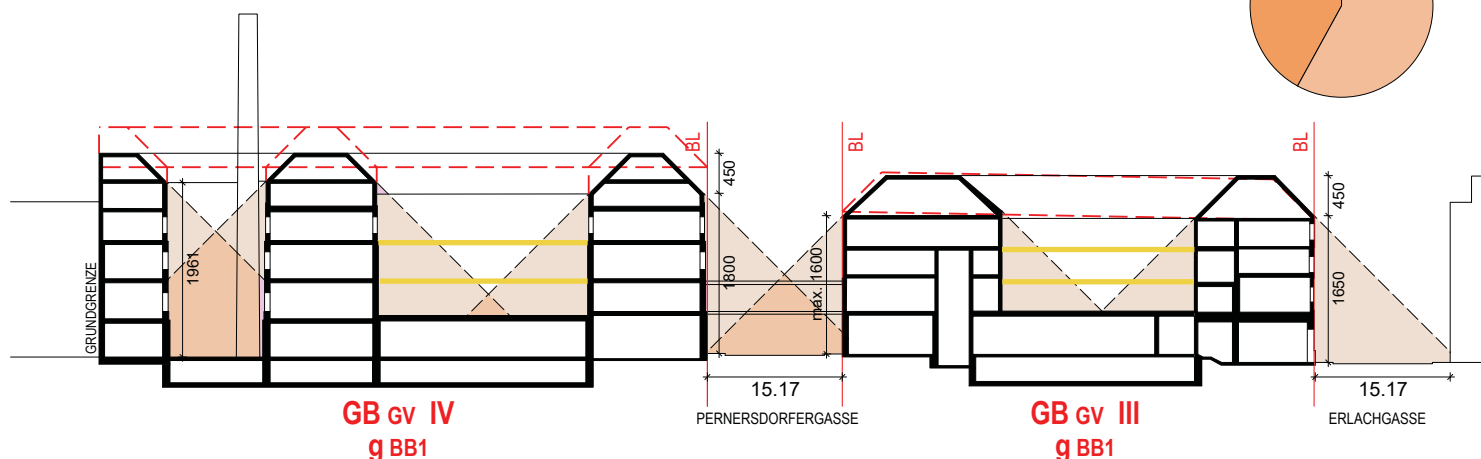 BL
BL
BL
450
450
GRUNDGRENZE
1961
1800
max. 1600
1650
15.17
15.17
GB GV IV
g BB1
PERNERSDORFERGASSE
GB GV III
g BB1
ERLACHGASSE